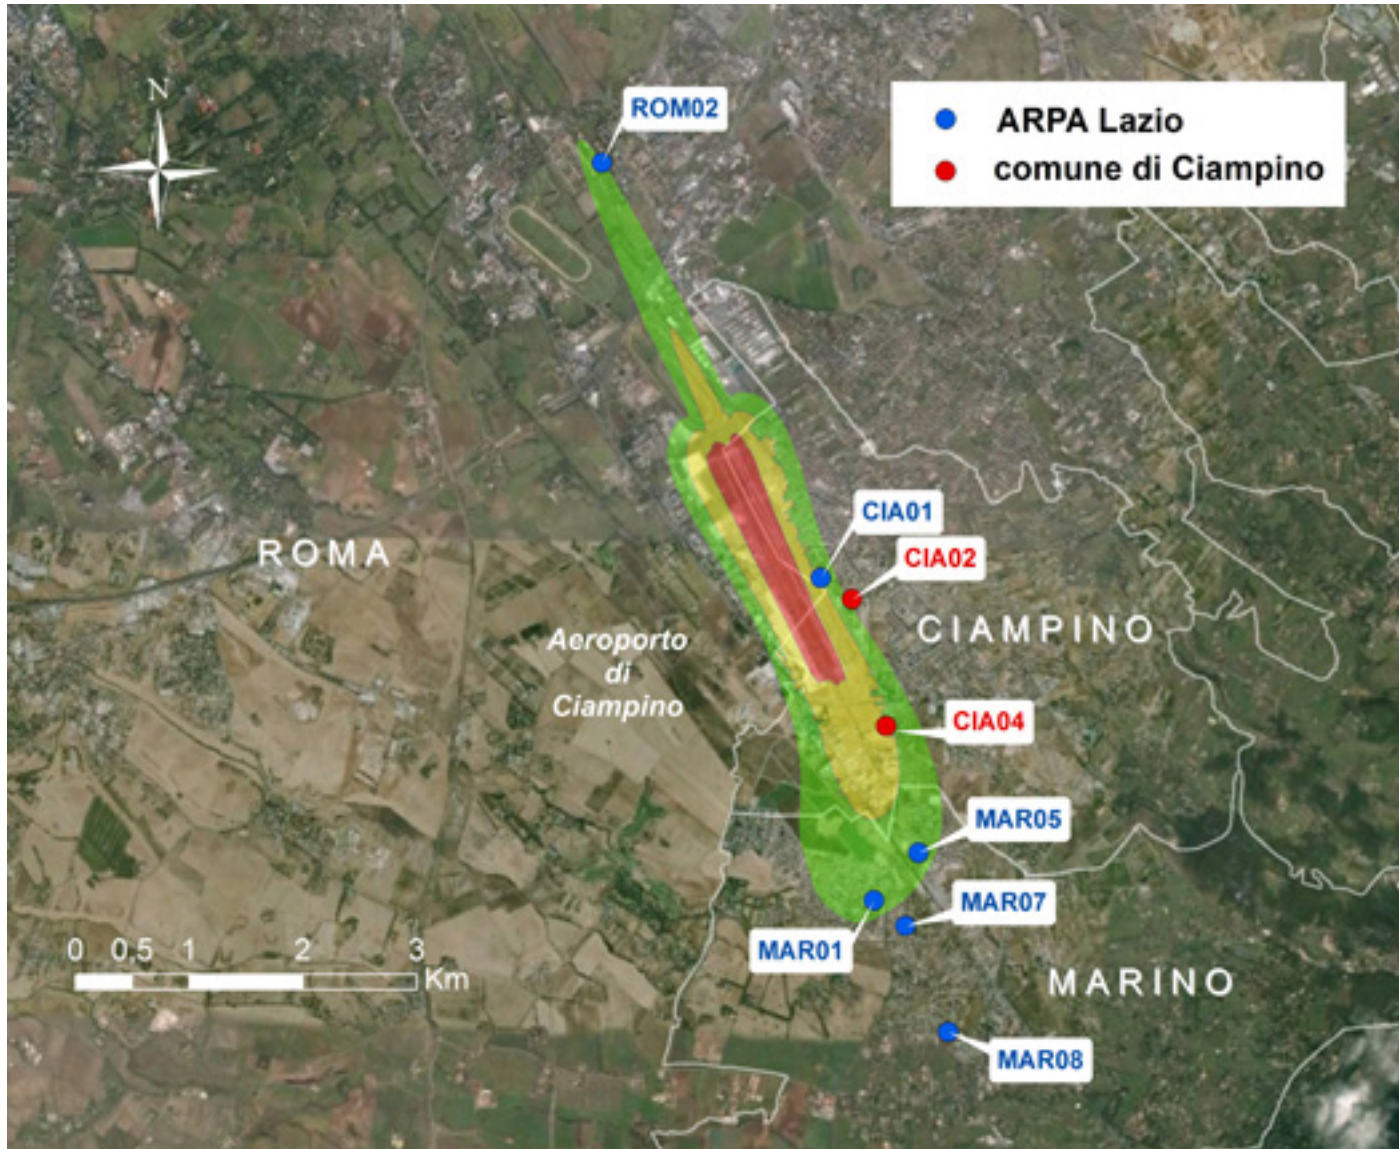 N
ROM02
ARPA Lazio
comune di Ciampino
CIA01
ROMA
CIA02
CIAMPINO
Aeroporto
di
Ciampino
CIA04
MAR05
MAR07
MAR01
0 0,5 1 2 3
Km
MARINO
MAR08